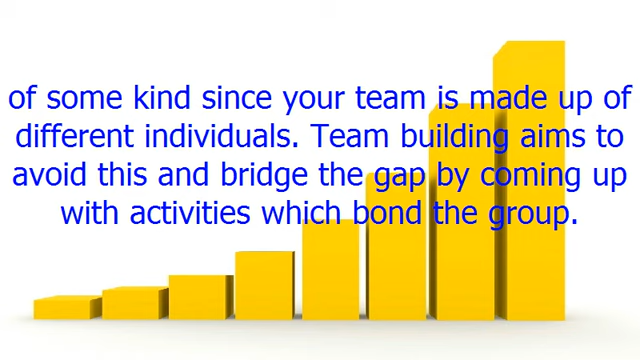 of some kind since your team is made up of
different individuals. Team building aims to
avoid this and bridge the gap by coming up
with activities which bond the group.